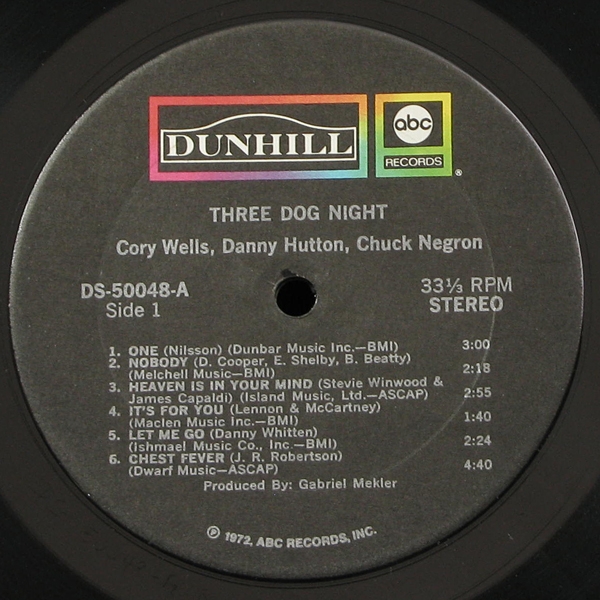 DUNHILL abc RECORDS ®
THREE DOG NIGHT
Cory Wells, Danny Hutton, Chuck Negron
DS-50048-A
Side 1
33⅓ RPM
STEREO
1. ONE (Nilsson) (Dunbar Music Inc.—BMI) 3:00
2. NOBODY (D. Cooper, E. Shelby, B. Beatty)
(Melchell Music—BMI) 2:18
3. HEAVEN IS IN YOUR MIND (Stevie Winwood &
James Capaldi) (Island Music, Ltd.—ASCAP) 2:55
4. IT'S FOR YOU (Lennon & McCartney)
(Maclen Music Inc.—BMI) 1:40
5. LET ME GO (Danny Whitten)
(Ishmael Music Co., Inc.—BMI) 2:24
6. CHEST FEVER (J. R. Robertson)
(Dwarf Music—ASCAP) 4:40
Produced By: Gabriel Mekler
℗ 1972, ABC RECORDS, INC.